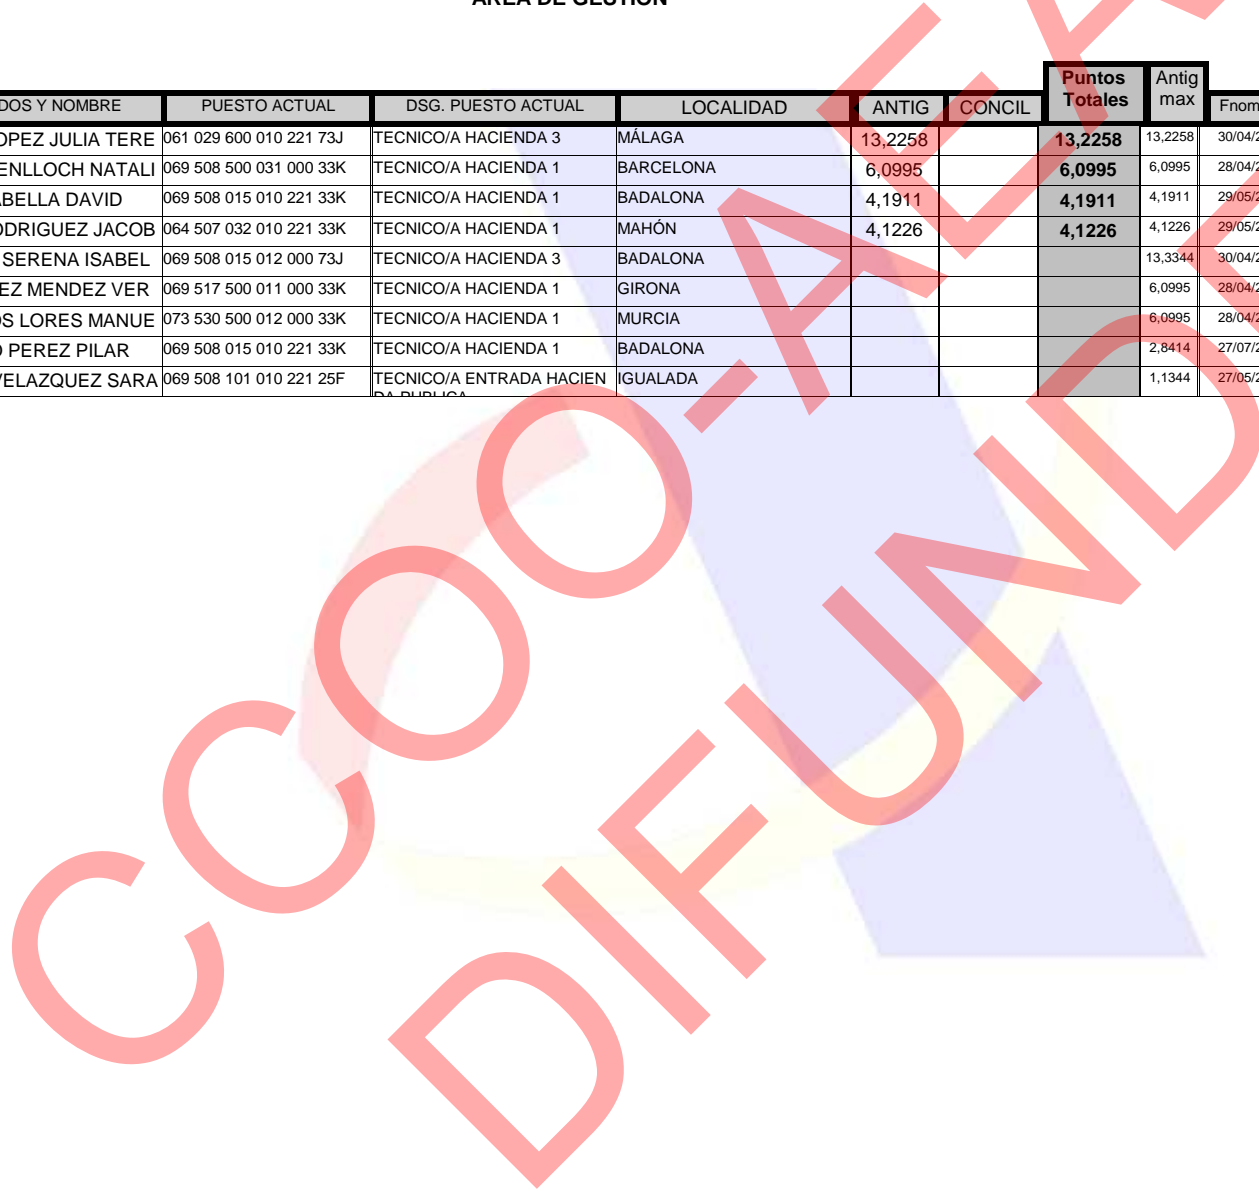 AREA DE GESTIÓN
Puntos Totales Antig max
DOS Y NOMBRE PUESTO ACTUAL DSG. PUESTO ACTUAL LOCALIDAD ANTIG CONCIL Fnom
OPEZ JULIA TERE 061 029 600 010 221 73J TECNICO/A HACIENDA 3 MÁLAGA 13,2258 13,2258 13,2258 30/04/2
ENLLOCH NATALI 069 508 500 031 000 33K TECNICO/A HACIENDA 1 BARCELONA 6,0995 6,0995 6,0995 28/04/2
ABELLA DAVID 069 508 015 010 221 33K TECNICO/A HACIENDA 1 BADALONA 4,1911 4,1911 4,1911 29/05/2
ODRIGUEZ JACOB 064 507 032 010 221 33K TECNICO/A HACIENDA 1 MAHÓN 4,1226 4,1226 4,1226 29/05/2
SERENA ISABEL 069 508 015 012 000 73J TECNICO/A HACIENDA 3 BADALONA 13,3344 30/04/2
EZ MENDEZ VER 069 517 500 011 000 33K TECNICO/A HACIENDA 1 GIRONA 6,0995 28/04/2
OS LORES MANUE 073 530 500 012 000 33K TECNICO/A HACIENDA 1 MURCIA 6,0995 28/04/2
O PEREZ PILAR 069 508 015 010 221 33K TECNICO/A HACIENDA 1 BADALONA 2,8414 27/07/2
VELAZQUEZ SARA 069 508 101 010 221 25F TECNICO/A ENTRADA HACIEN IGUALADA 1,1344 27/05/2
DA PUBLICA
CCOO-AEA
DIFUNDE